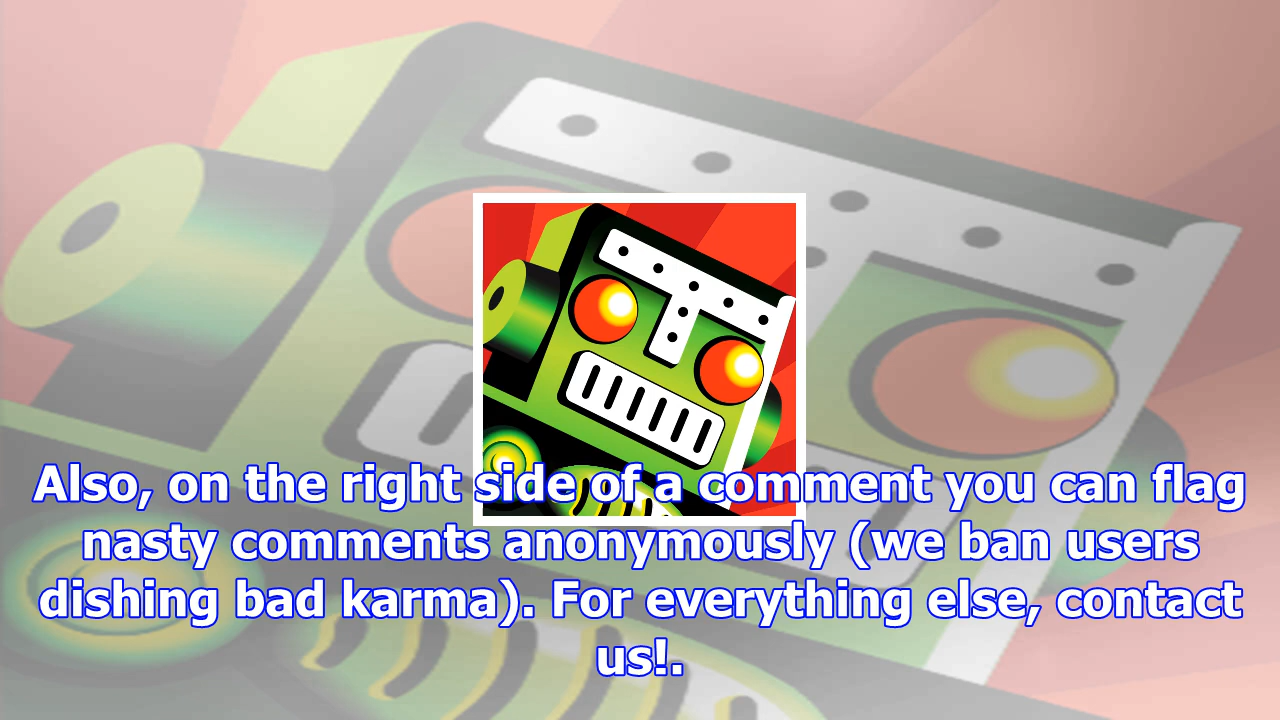 Also, on the right side of a comment you can flag
nasty comments anonymously (we ban users
dishing bad karma). For everything else, contact
us!.